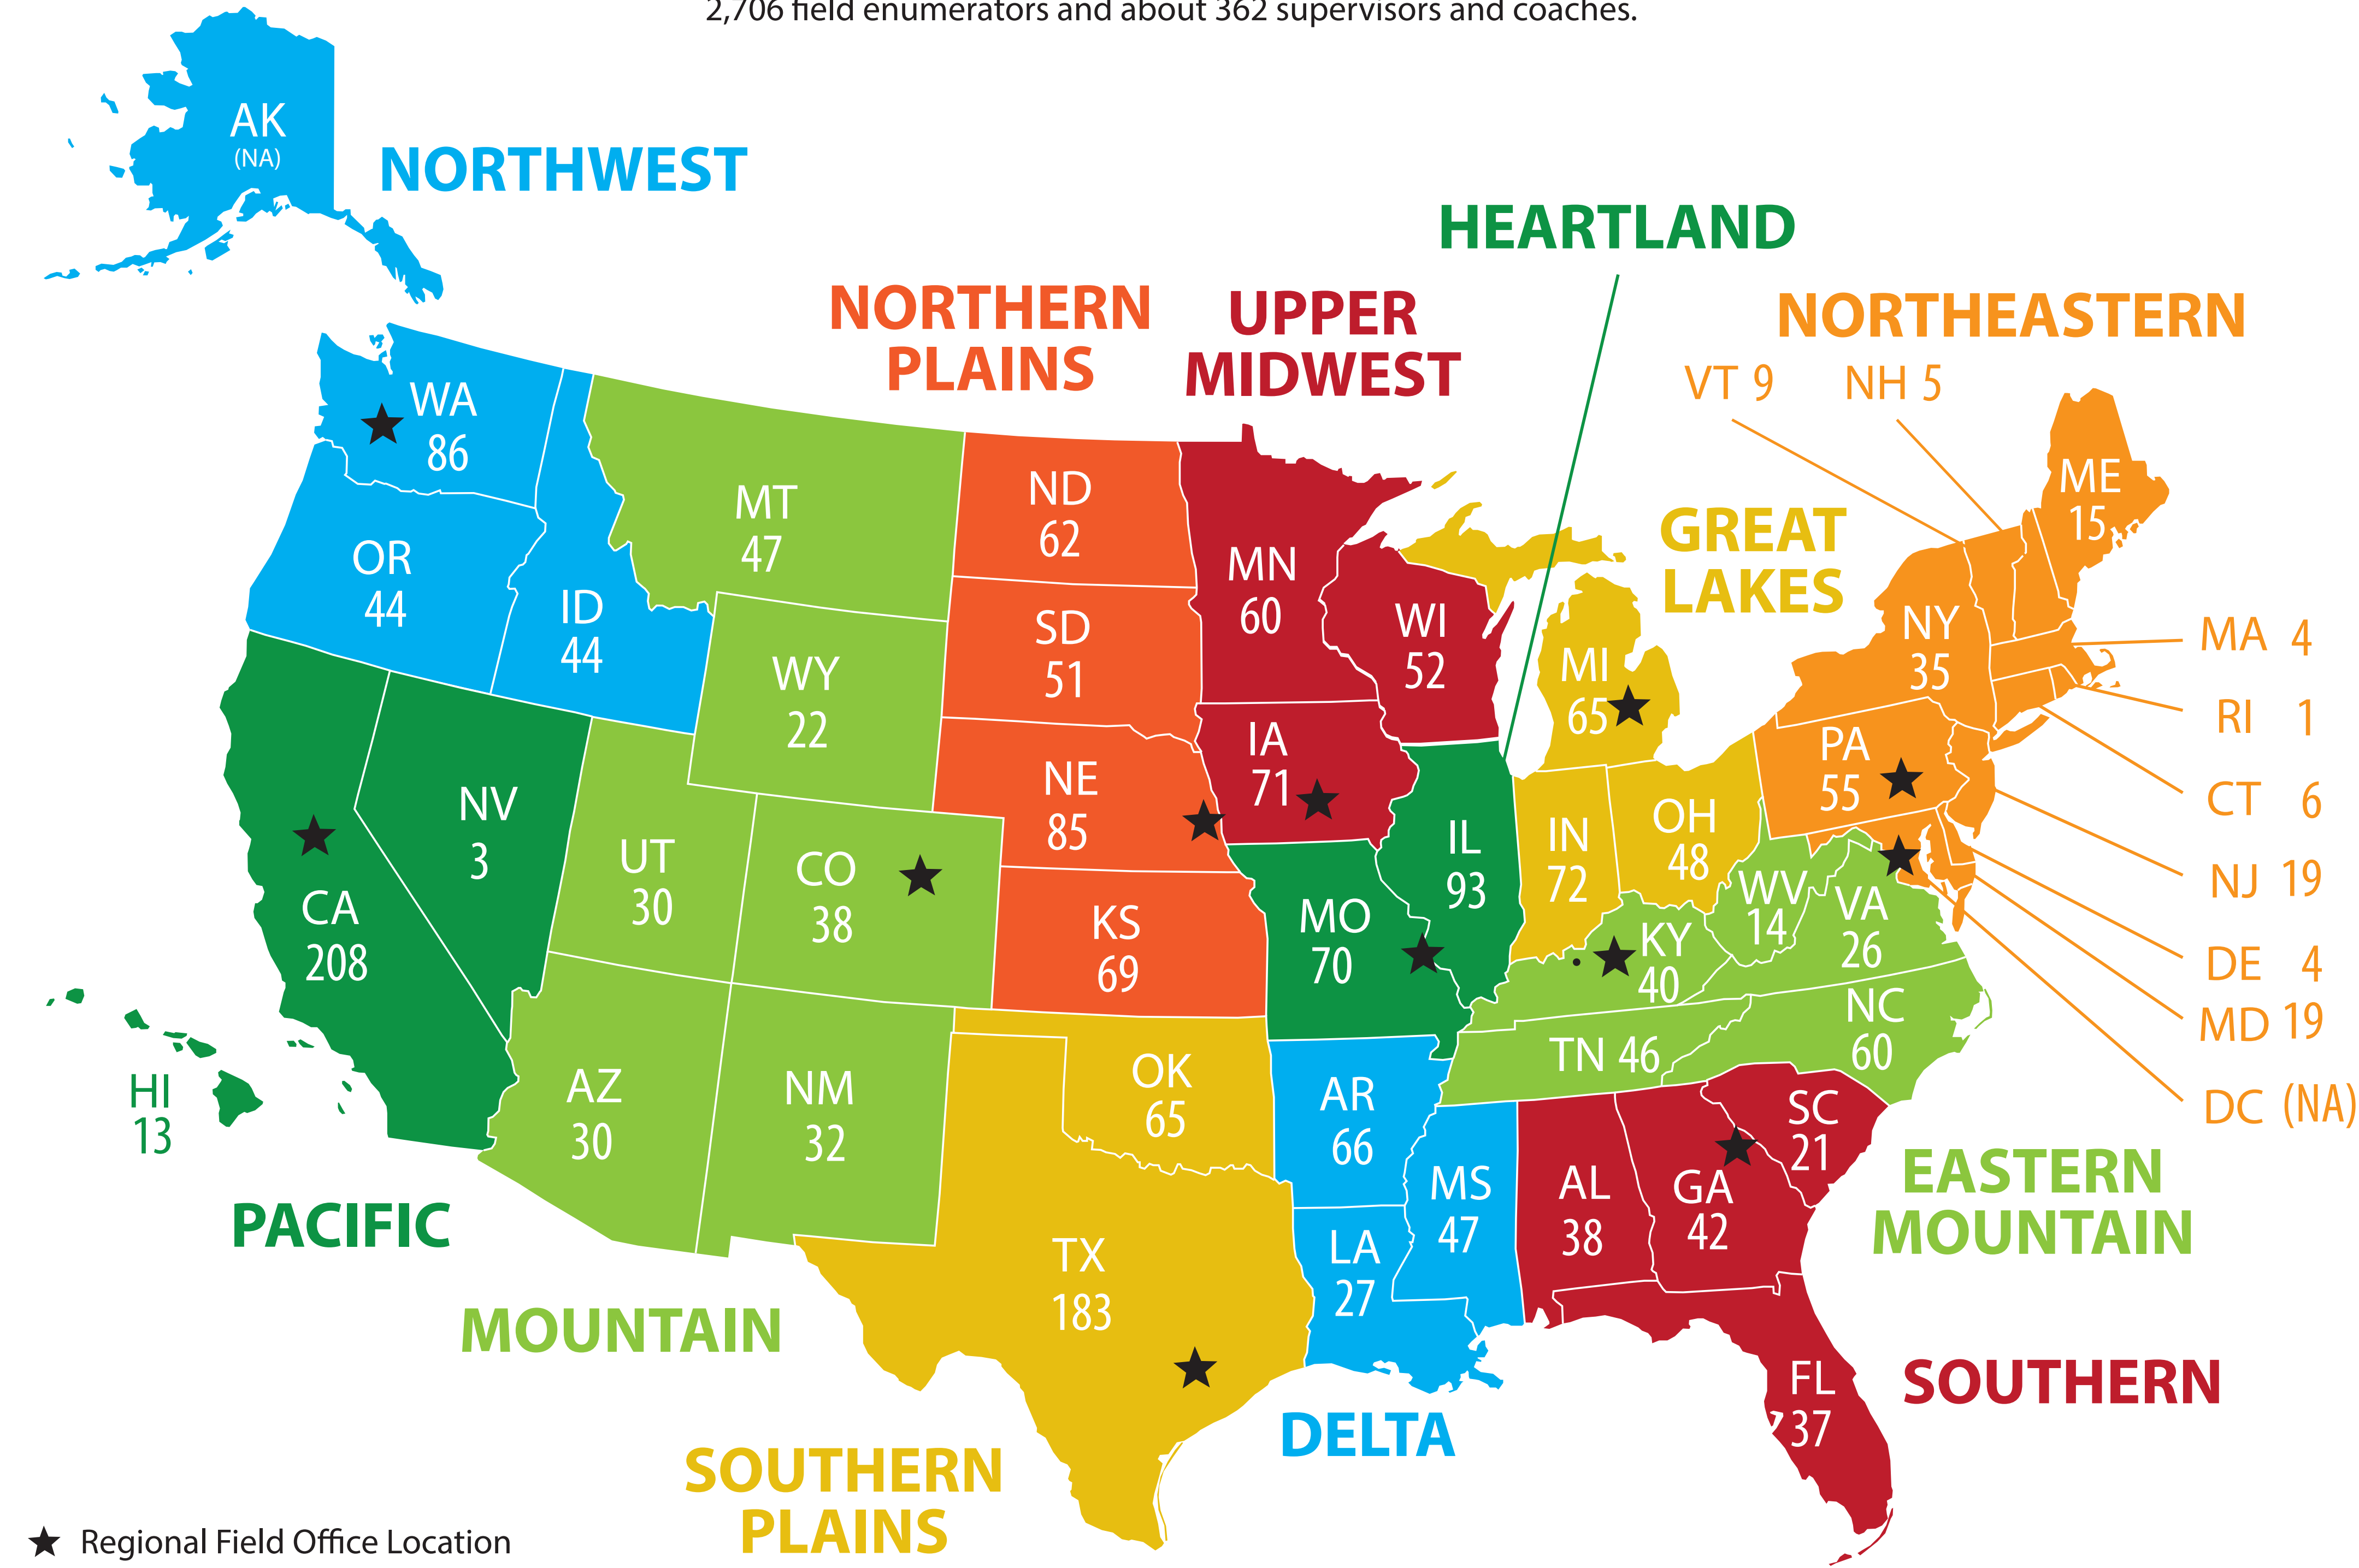 2,706 field enumerators and about 362 supervisors and coaches.
AK
(NA)
NORTHWEST
HEARTLAND
NORTHERN
PLAINS
UPPER
MIDWEST
NORTHEASTERN
VT 9
NH 5
WA
86
OR
44
ID
44
MT
47
WY
22
ND
62
SD
51
NE
85
KS
69
MN
60
WI
52
IA
71
GREAT
LAKES
MI
65
IN
72
OH
48
ME
15
NY
35
PA
55
MA 4
RI 1
CT 6
NJ 19
DE 4
MD 19
DC (NA)
NV
3
CA
208
HI
13
PACIFIC
UT
30
CO
38
AZ
30
NM
32
MOUNTAIN
IL
93
MO
70
KY
40
WV
14
VA
26
TN 46
NC
60
EASTERN
MOUNTAIN
OK
65
TX
183
SOUTHERN
PLAINS
AR
66
LA
27
MS
47
DELTA
AL
38
GA
42
SC
21
FL
37
SOUTHERN
Regional Field Office Location